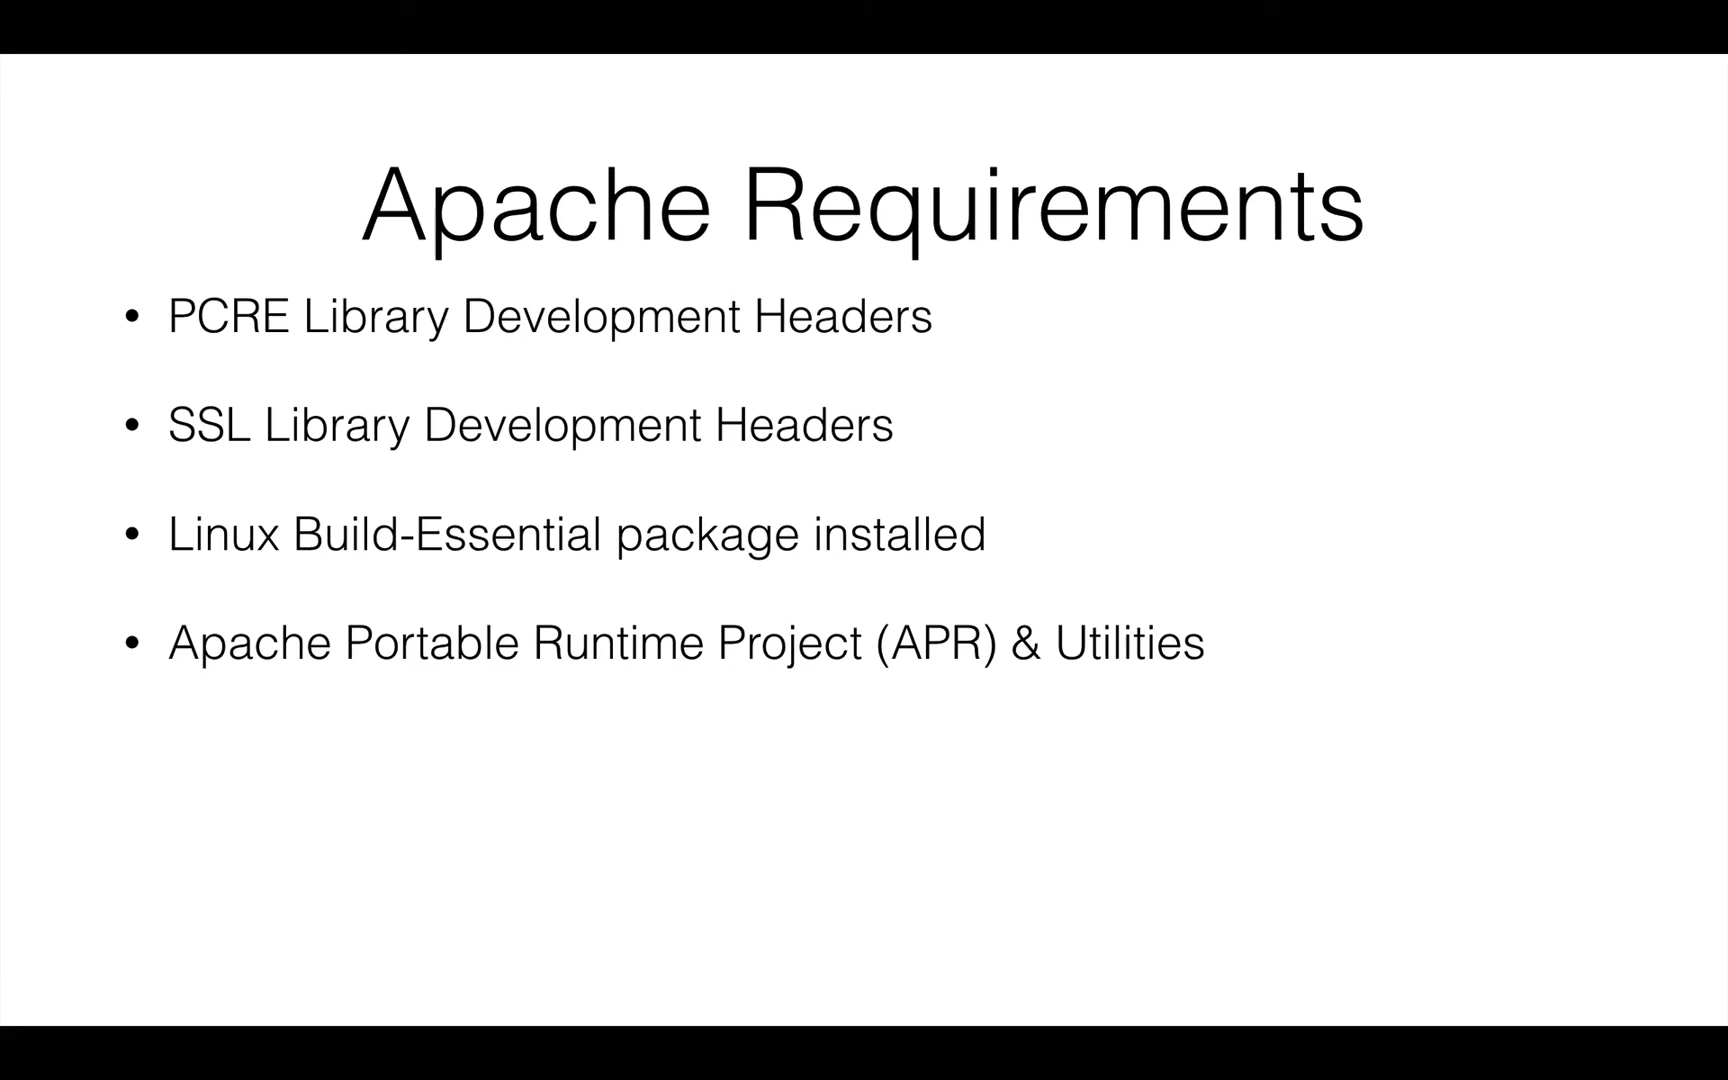 Apache Requirements
• PCRE Library Development Headers
• SSL Library Development Headers
• Linux Build-Essential package installed
• Apache Portable Runtime Project (APR) & Utilities